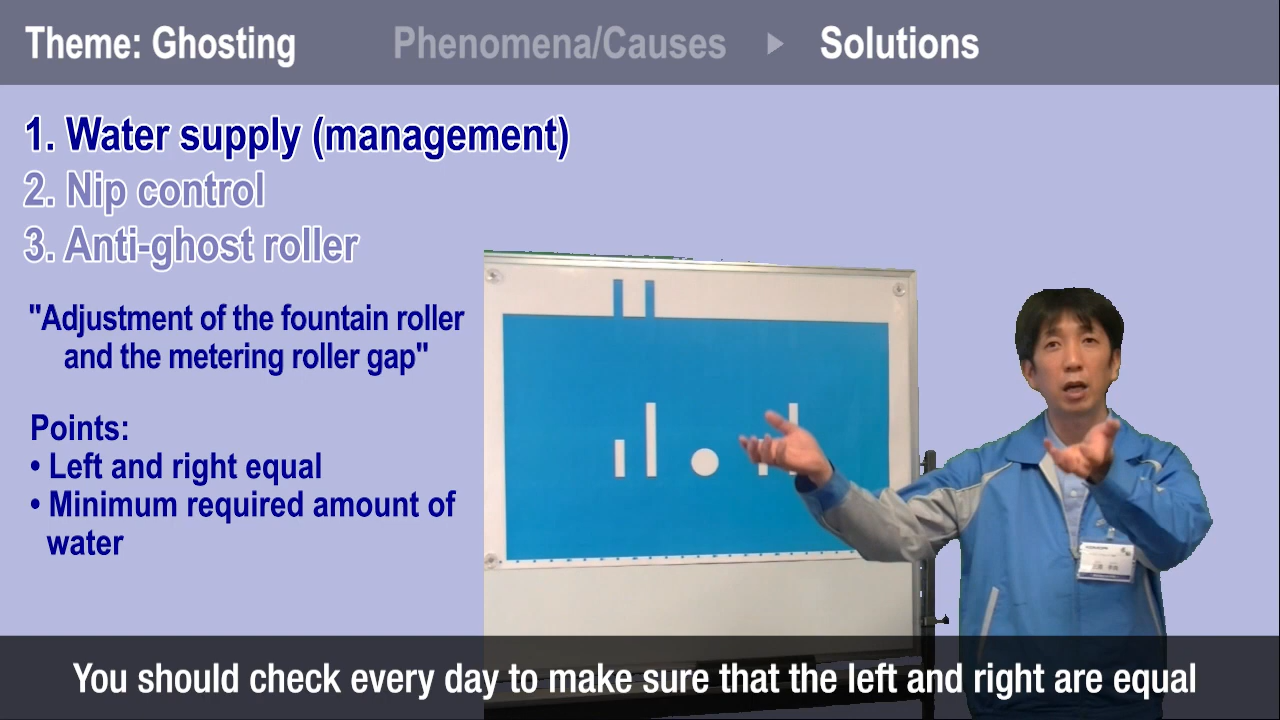 Theme: Ghosting
Phenomena/Causes
Solutions
1. Water supply (management)
2. Nip control
3. Anti-ghost roller
"Adjustment of the fountain roller
and the metering roller gap"
Points:
• Left and right equal
• Minimum required amount of
water
You should check every day to make sure that the left and right are equal